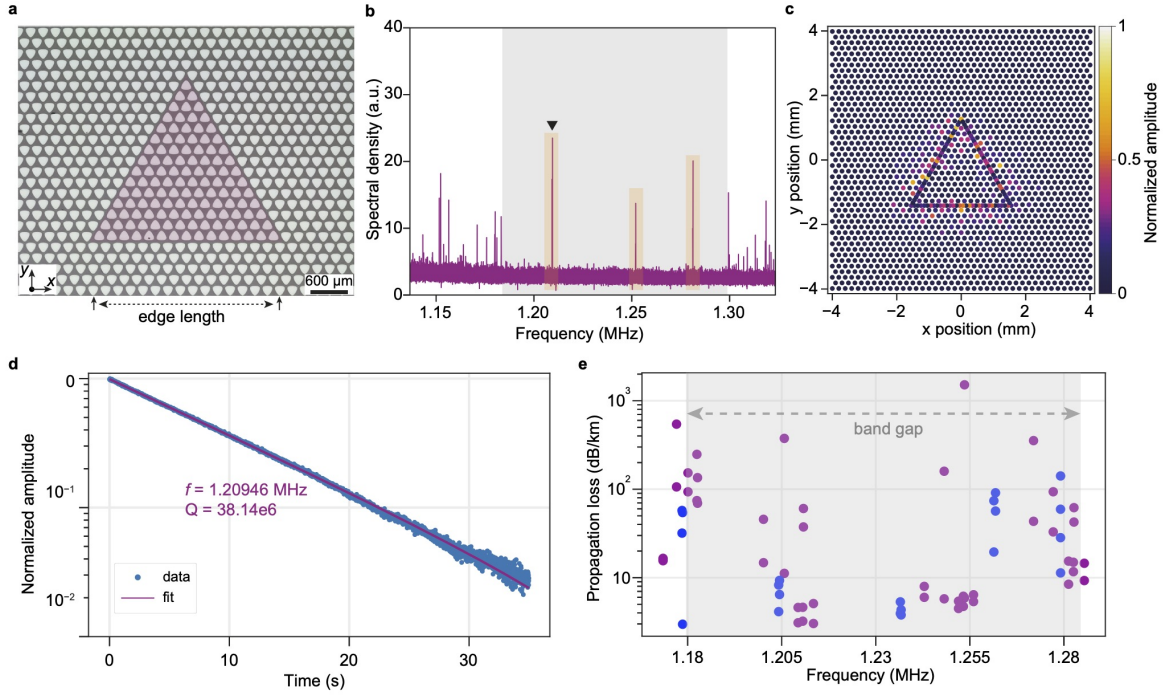 a
y
x
600 µm
edge length
b
40
30
20
10
0
Spectral density (a.u.)
1.15
1.20
1.25
1.30
Frequency (MHz)
c
4
2
0
−2
−4
y position (mm)
−4
−2
0
2
4
x position (mm)
1
0.5
0
Normalized amplitude
d
0
10⁻¹
10⁻²
Normalized amplitude
f = 1.20946 MHz
Q = 38.14e6
data
fit
0
10
20
30
Time (s)
e
10³
10²
10
Propagation loss (dB/km)
band gap
1.18
1.205
1.23
1.255
1.28
Frequency (MHz)